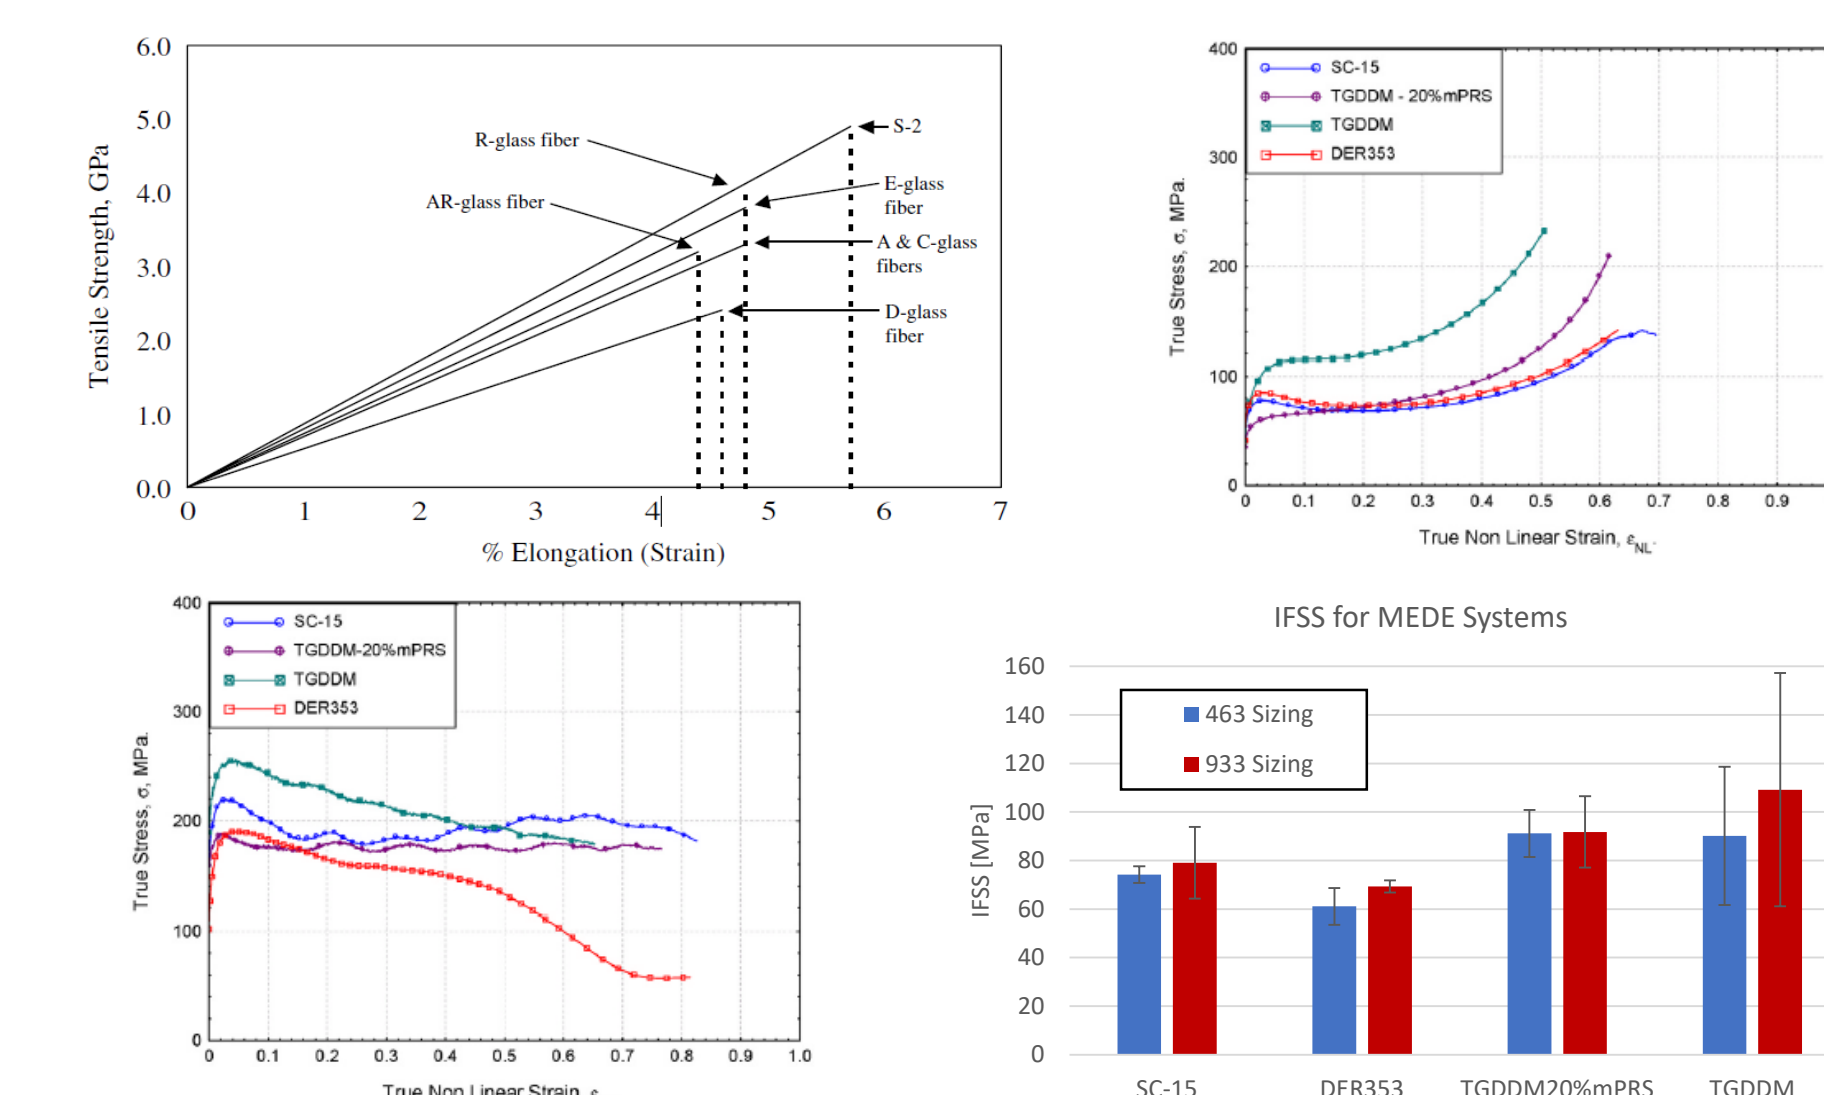 6.0
5.0
4.0
3.0
2.0
1.0
0.0
Tensile Strength, GPa
R-glass fiber
AR-glass fiber
S-2
E-glass
fiber
A & C-glass
fibers
D-glass
fiber
0 1 2 3 4 5 6 7
% Elongation (Strain)
400
300
200
100
0
True Stress, σ, MPa.
SC-15
TGDDM - 20%mPRS
TGDDM
DER353
0 0.1 0.2 0.3 0.4 0.5 0.6 0.7 0.8 0.9
True Non Linear Strain, εNL.
400
300
200
100
0
True Stress, σ, MPa.
SC-15
TGDDM-20%mPRS
TGDDM
DER353
0 0.1 0.2 0.3 0.4 0.5 0.6 0.7 0.8 0.9 1.0
True Non Linear Strain, ε
IFSS for MEDE Systems
160
140
120
100
80
60
40
20
0
IFSS [MPa]
463 Sizing
933 Sizing
SC-15 DER353 TGDDM20%mPRS TGDDM